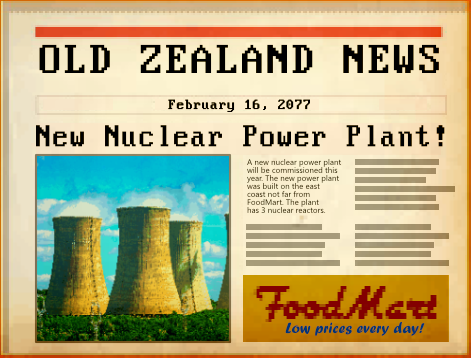 OLD ZEALAND NEWS
February 16, 2077
New Nuclear Power Plant!
A new nuclear power plant
will be commissioned this
year. The new power plant
was built on the east
coast not far from
FoodMart. The plant
has 3 nuclear reactors.
FoodMart
Low prices every day!